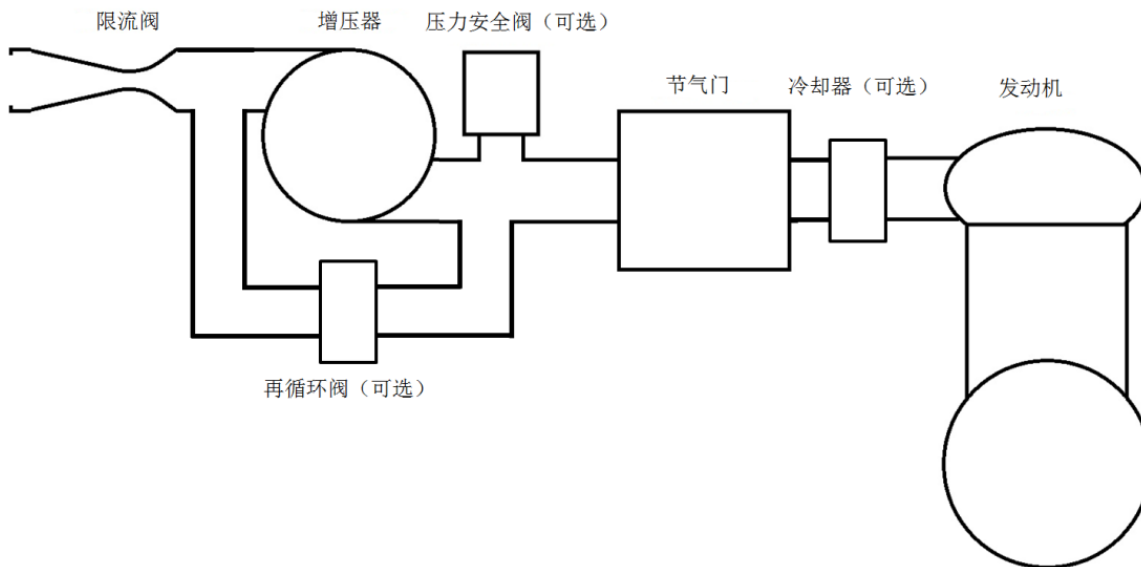 限流阀
增压器
压力安全阀（可选）
节气门
冷却器（可选）
发动机
再循环阀（可选）